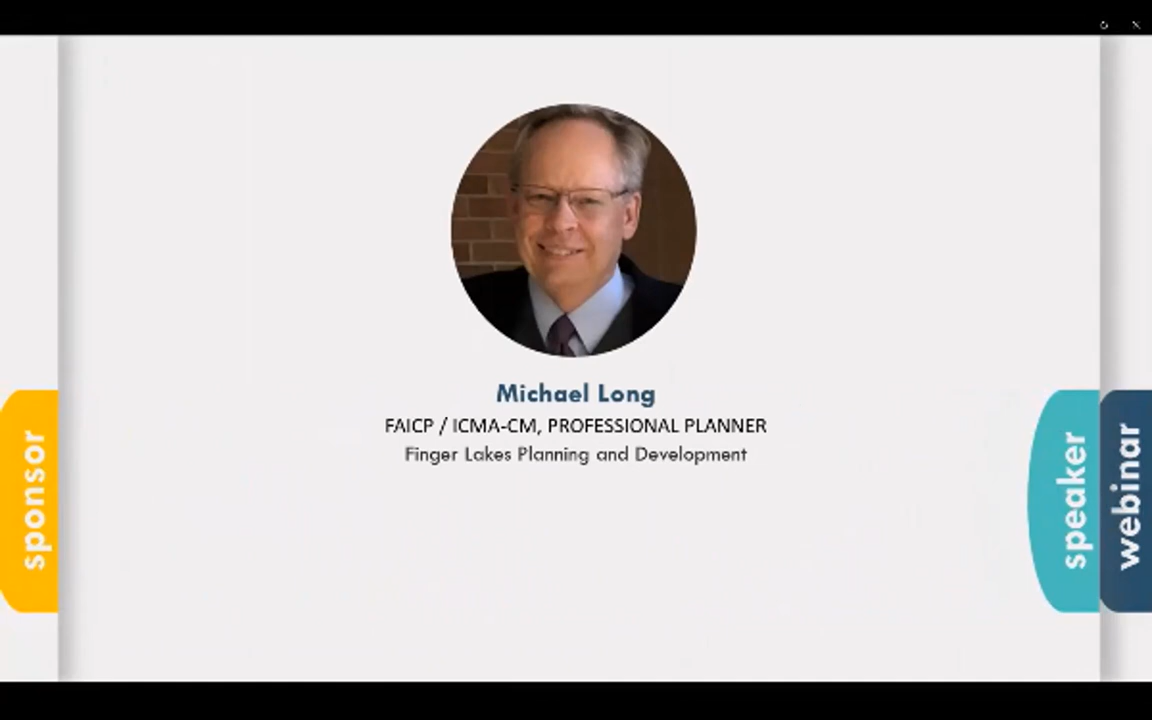 Michael Long
FAICP / ICMA-CM, PROFESSIONAL PLANNER
Finger Lakes Planning and Development
sponsor
speaker
webinar